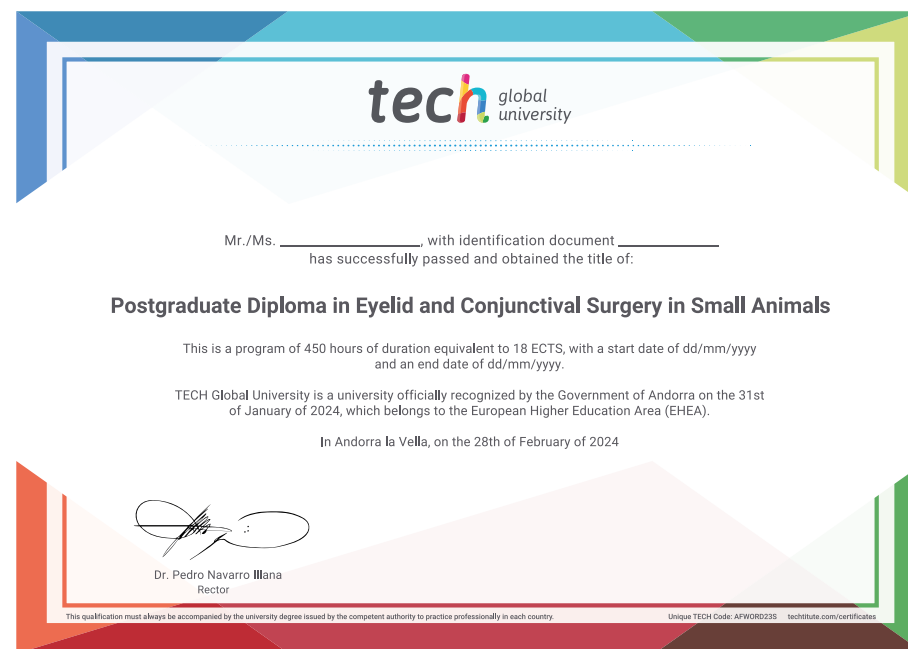 tech global university
Mr./Ms. ____________________, with identification document ______________
has successfully passed and obtained the title of:
Postgraduate Diploma in Eyelid and Conjunctival Surgery in Small Animals
This is a program of 450 hours of duration equivalent to 18 ECTS, with a start date of dd/mm/yyyy
and an end date of dd/mm/yyyy.
TECH Global University is a university officially recognized by the Government of Andorra on the 31st
of January of 2024, which belongs to the European Higher Education Area (EHEA).
In Andorra la Vella, on the 28th of February of 2024
Dr. Pedro Navarro Illana
Rector
This qualification must always be accompanied by the university degree issued by the competent authority to practice professionally in each country.
Unique TECH Code: AFWORD23S techtitute.com/certificates